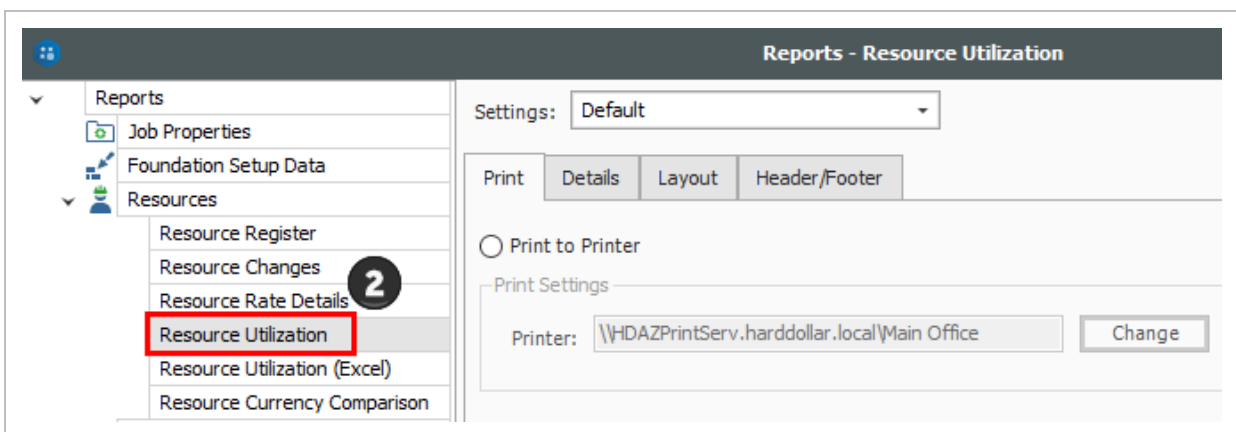 Reports - Resource Utilization
Reports
Job Properties
Foundation Setup Data
Resources
Resource Register
Resource Changes
2
Resource Rate Details
Resource Utilization
Resource Utilization (Excel)
Resource Currency Comparison
Settings: Default
Print Details Layout Header/Footer
Print to Printer
Print Settings
Printer: \\HDAZPrintServ.harddollar.local\Main Office Change